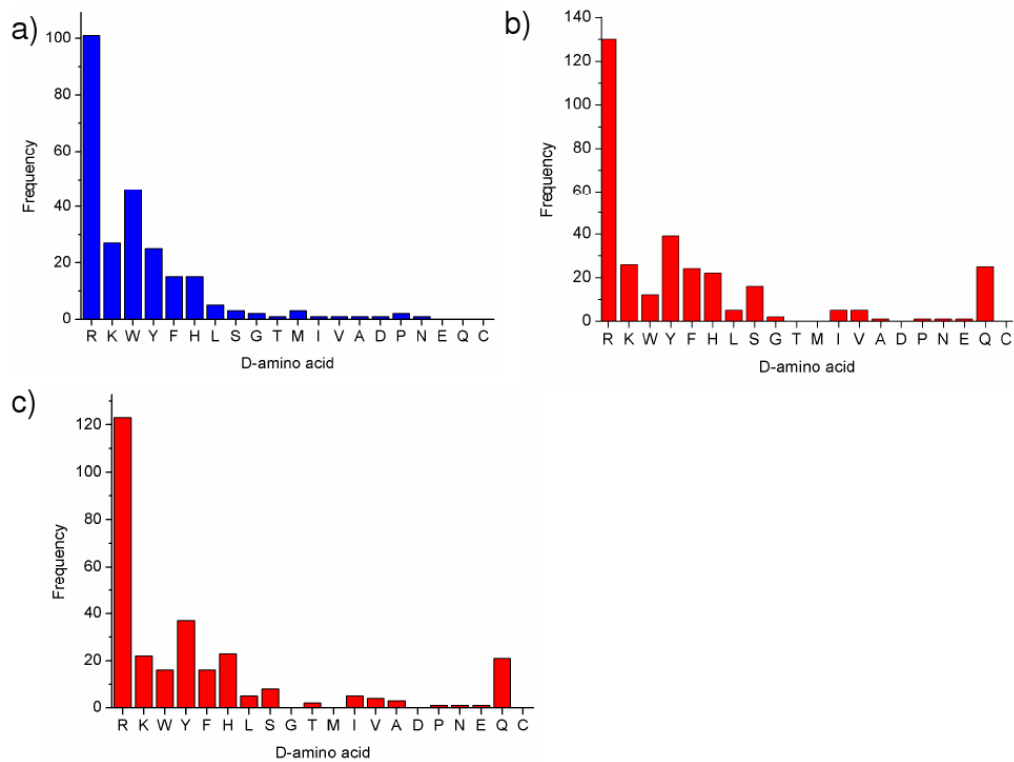 a)
100
80
60
40
20
0
Frequency
R K W Y F H L S G T M I V A D P N E Q C
D-amino acid
b)
140
120
100
80
60
40
20
0
Frequency
R K W Y F H L S G T M I V A D P N E Q C
D-amino acid
c)
120
100
80
60
40
20
0
Frequency
R K W Y F H L S G T M I V A D P N E Q C
D-amino acid